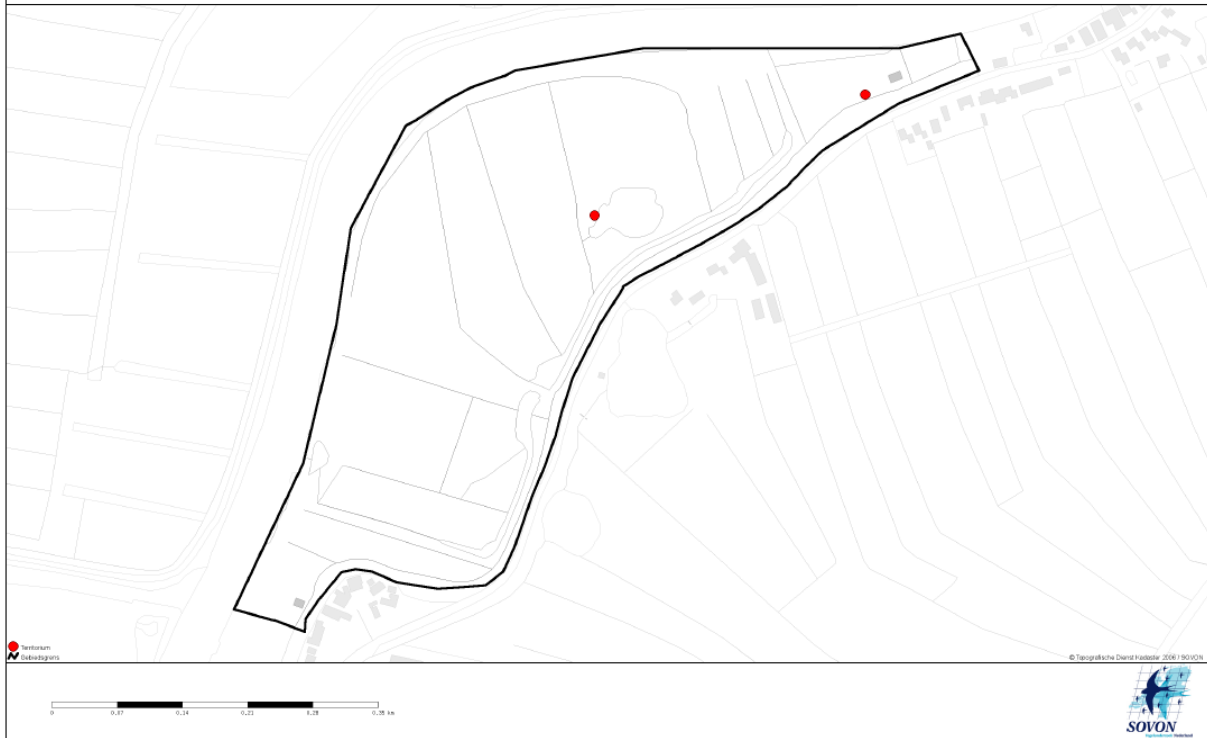 Territorium
Gebiedsgrens
© Topografische Dienst Kadaster 2006 / SOVON
0 0.07 0.14 0.21 0.28 0.35 km
SOVON